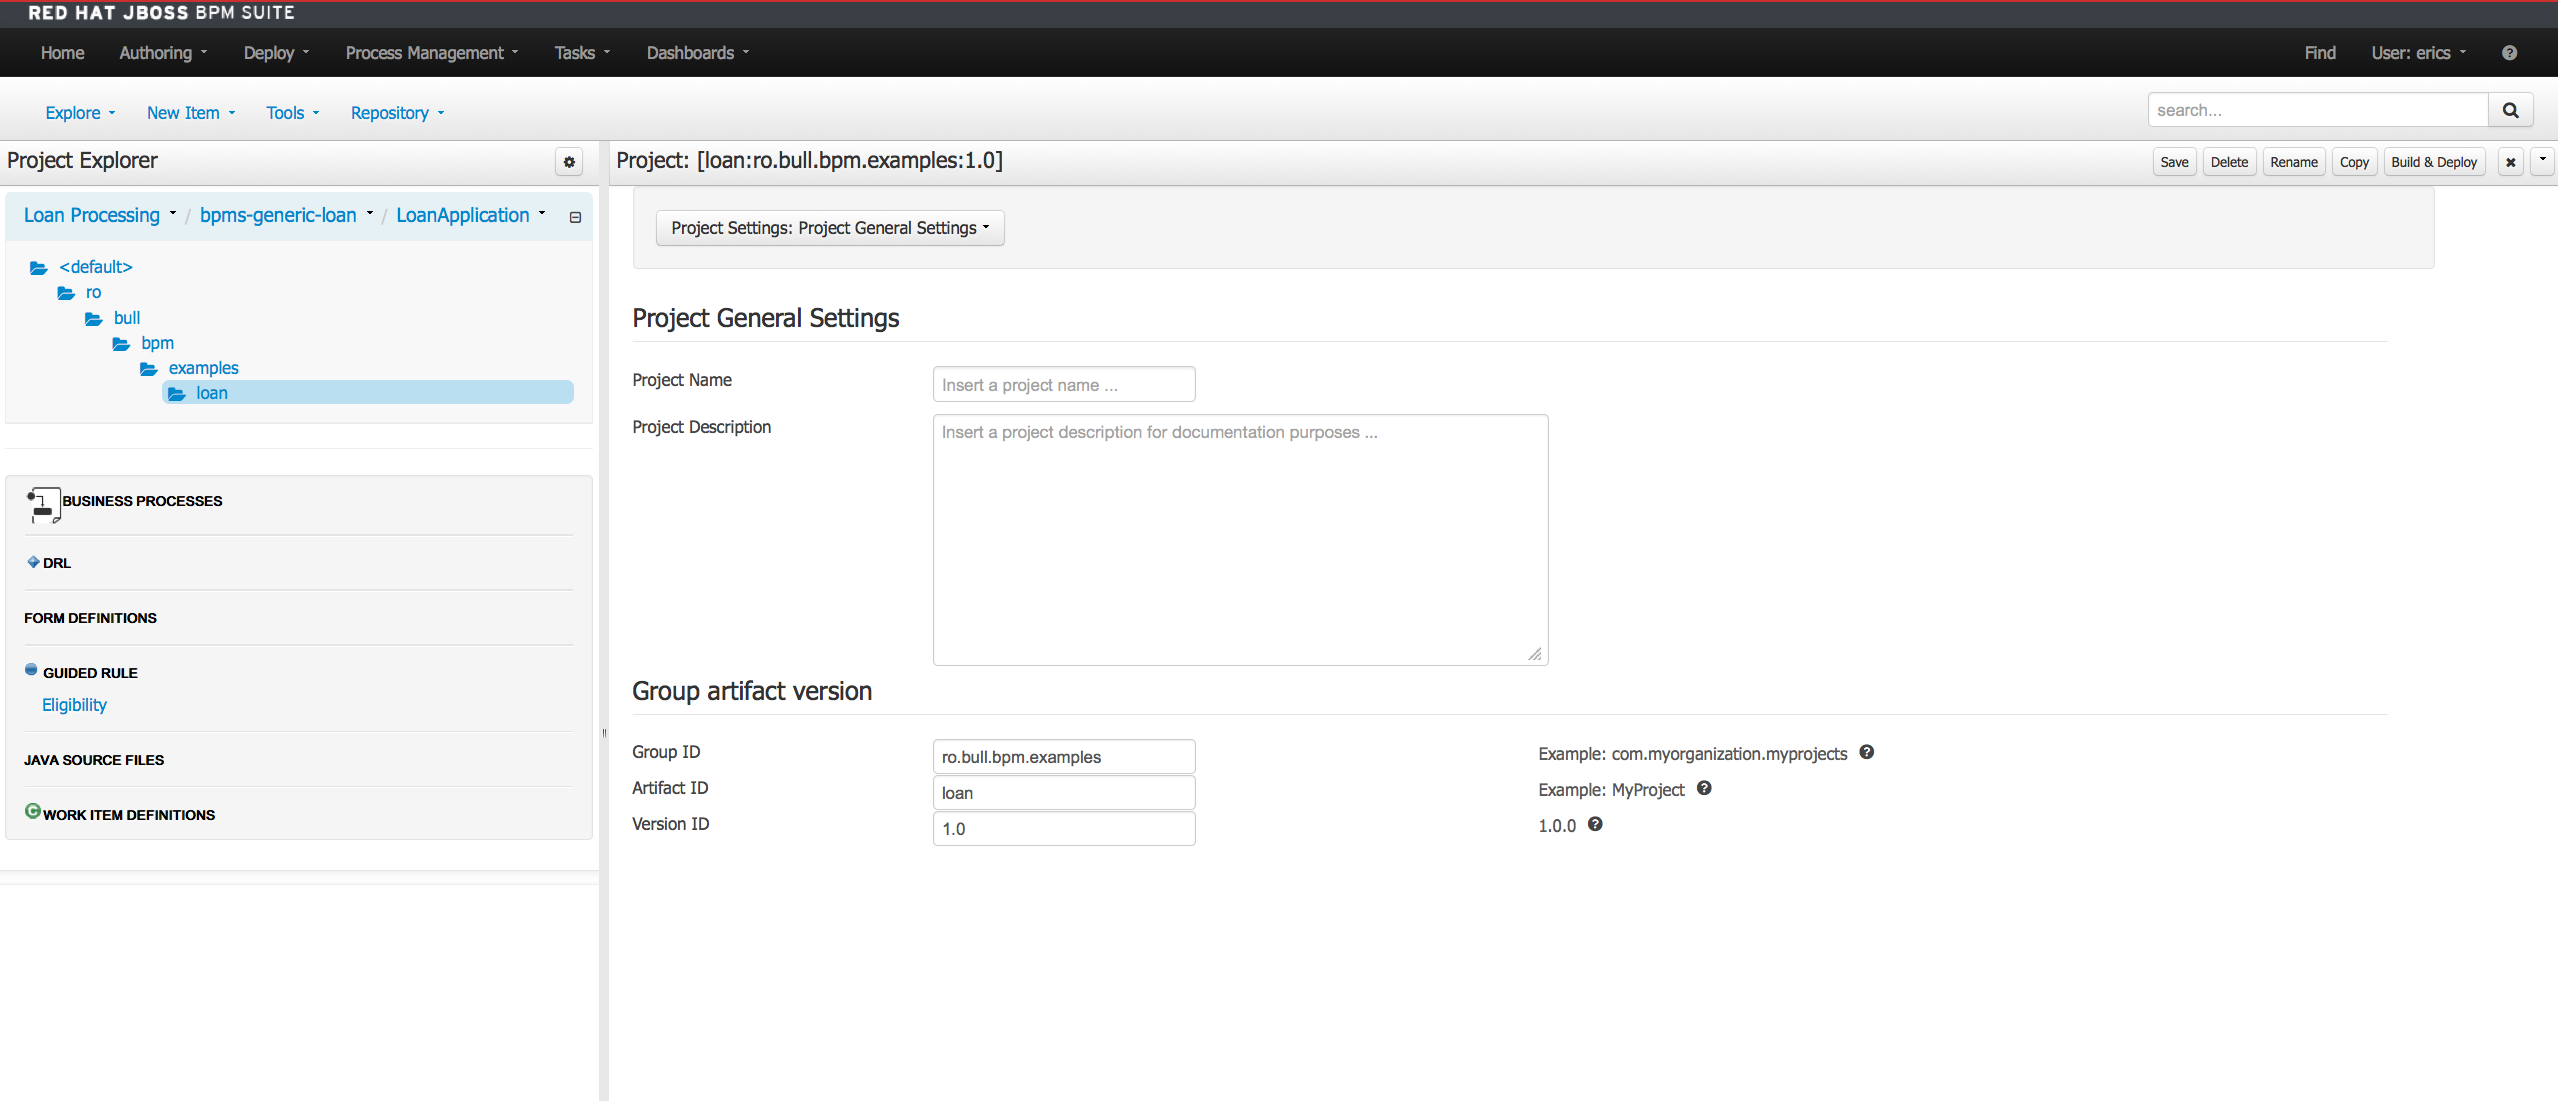 RED HAT JBOSS BPM SUITE
Home Authoring Deploy Process Management Tasks Dashboards Find User: erics
Explore New Item Tools Repository search...
Project Explorer
Project: [loan:ro.bull.bpm.examples:1.0] Save Delete Rename Copy Build & Deploy
Loan Processing / bpms-generic-loan / LoanApplication
<default>
ro
bull
bpm
examples
loan
BUSINESS PROCESSES
DRL
FORM DEFINITIONS
GUIDED RULE
Eligibility
JAVA SOURCE FILES
WORK ITEM DEFINITIONS
Project Settings: Project General Settings
Project General Settings
Project Name Insert a project name ...
Project Description Insert a project description for documentation purposes ...
Group artifact version
Group ID ro.bull.bpm.examples Example: com.myorganization.myprojects
Artifact ID loan Example: MyProject
Version ID 1.0 1.0.0